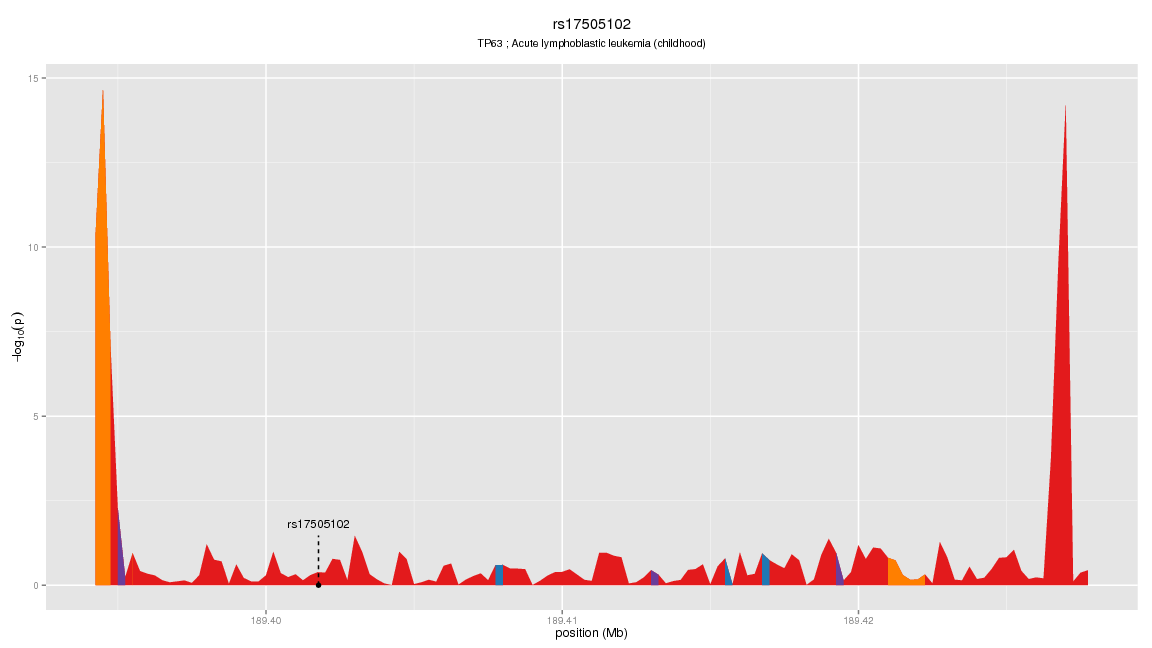 rs17505102
TP63 ; Acute lymphoblastic leukemia (childhood)
15
10
5
0
−log10(p)
rs17505102
189.40
189.41
189.42
position (Mb)